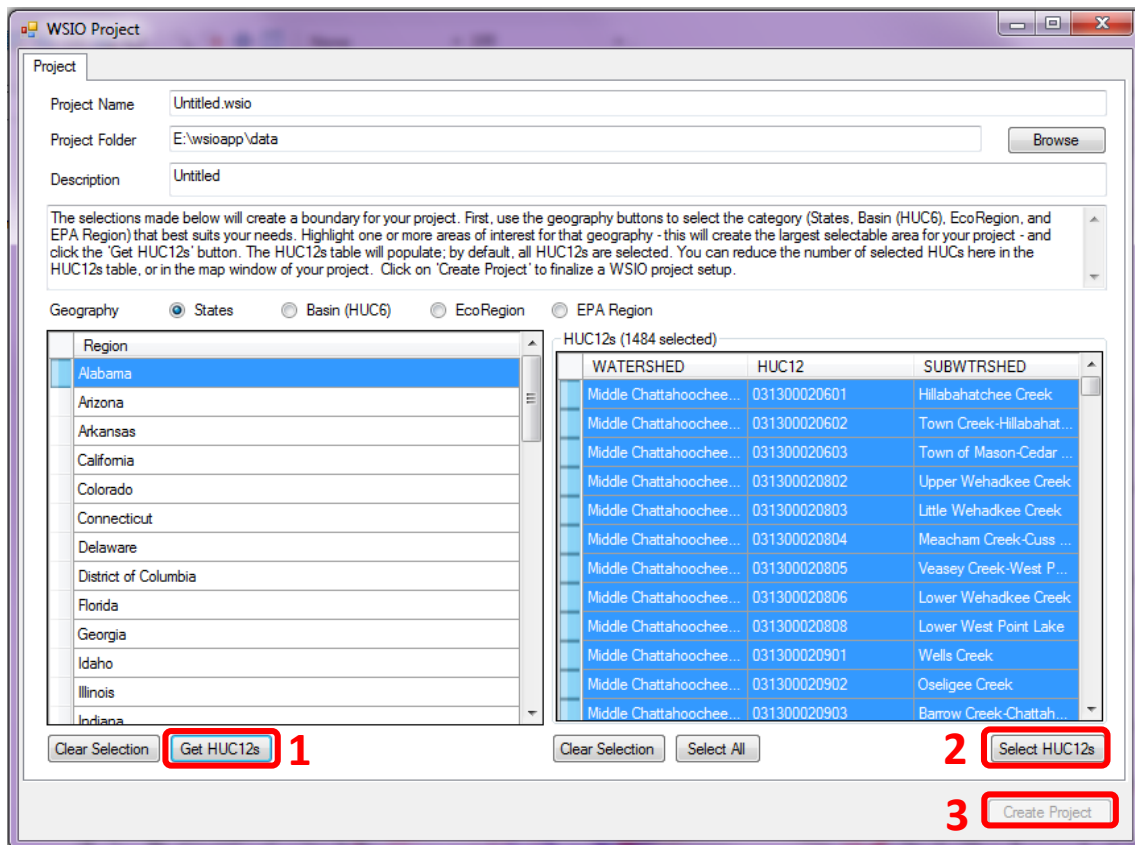 WSIO Project
Project
Project Name Untitled.wsio
Project Folder E:\wsioapp\data Browse
Description Untitled
The selections made below will create a boundary for your project. First, use the geography buttons to select the category (States, Basin (HUC6), EcoRegion, and
EPA Region) that best suits your needs. Highlight one or more areas of interest for that geography - this will create the largest selectable area for your project - and
click the 'Get HUC12s' button. The HUC12s table will populate; by default, all HUC12s are selected. You can reduce the number of selected HUCs here in the
HUC12s table, or in the map window of your project. Click on 'Create Project' to finalize a WSIO project setup.
Geography States Basin (HUC6) EcoRegion EPA Region
Region
Alabama
Arizona
Arkansas
California
Colorado
Connecticut
Delaware
District of Columbia
Florida
Georgia
Idaho
Illinois
Indiana
Clear Selection Get HUC12s 1
HUC12s (1484 selected)
WATERSHED HUC12 SUBWTRSHED
Middle Chattahoochee... 031300020601 Hillabahatchee Creek
Middle Chattahoochee... 031300020602 Town Creek-Hillabahat...
Middle Chattahoochee... 031300020603 Town of Mason-Cedar ...
Middle Chattahoochee... 031300020802 Upper Wehadkee Creek
Middle Chattahoochee... 031300020803 Little Wehadkee Creek
Middle Chattahoochee... 031300020804 Meacham Creek-Cuss ...
Middle Chattahoochee... 031300020805 Veasey Creek-West P...
Middle Chattahoochee... 031300020806 Lower Wehadkee Creek
Middle Chattahoochee... 031300020808 Lower West Point Lake
Middle Chattahoochee... 031300020901 Wells Creek
Middle Chattahoochee... 031300020902 Oseligee Creek
Middle Chattahoochee... 031300020903 Barrow Creek-Chattah...
Clear Selection Select All 2 Select HUC12s
3 Create Project